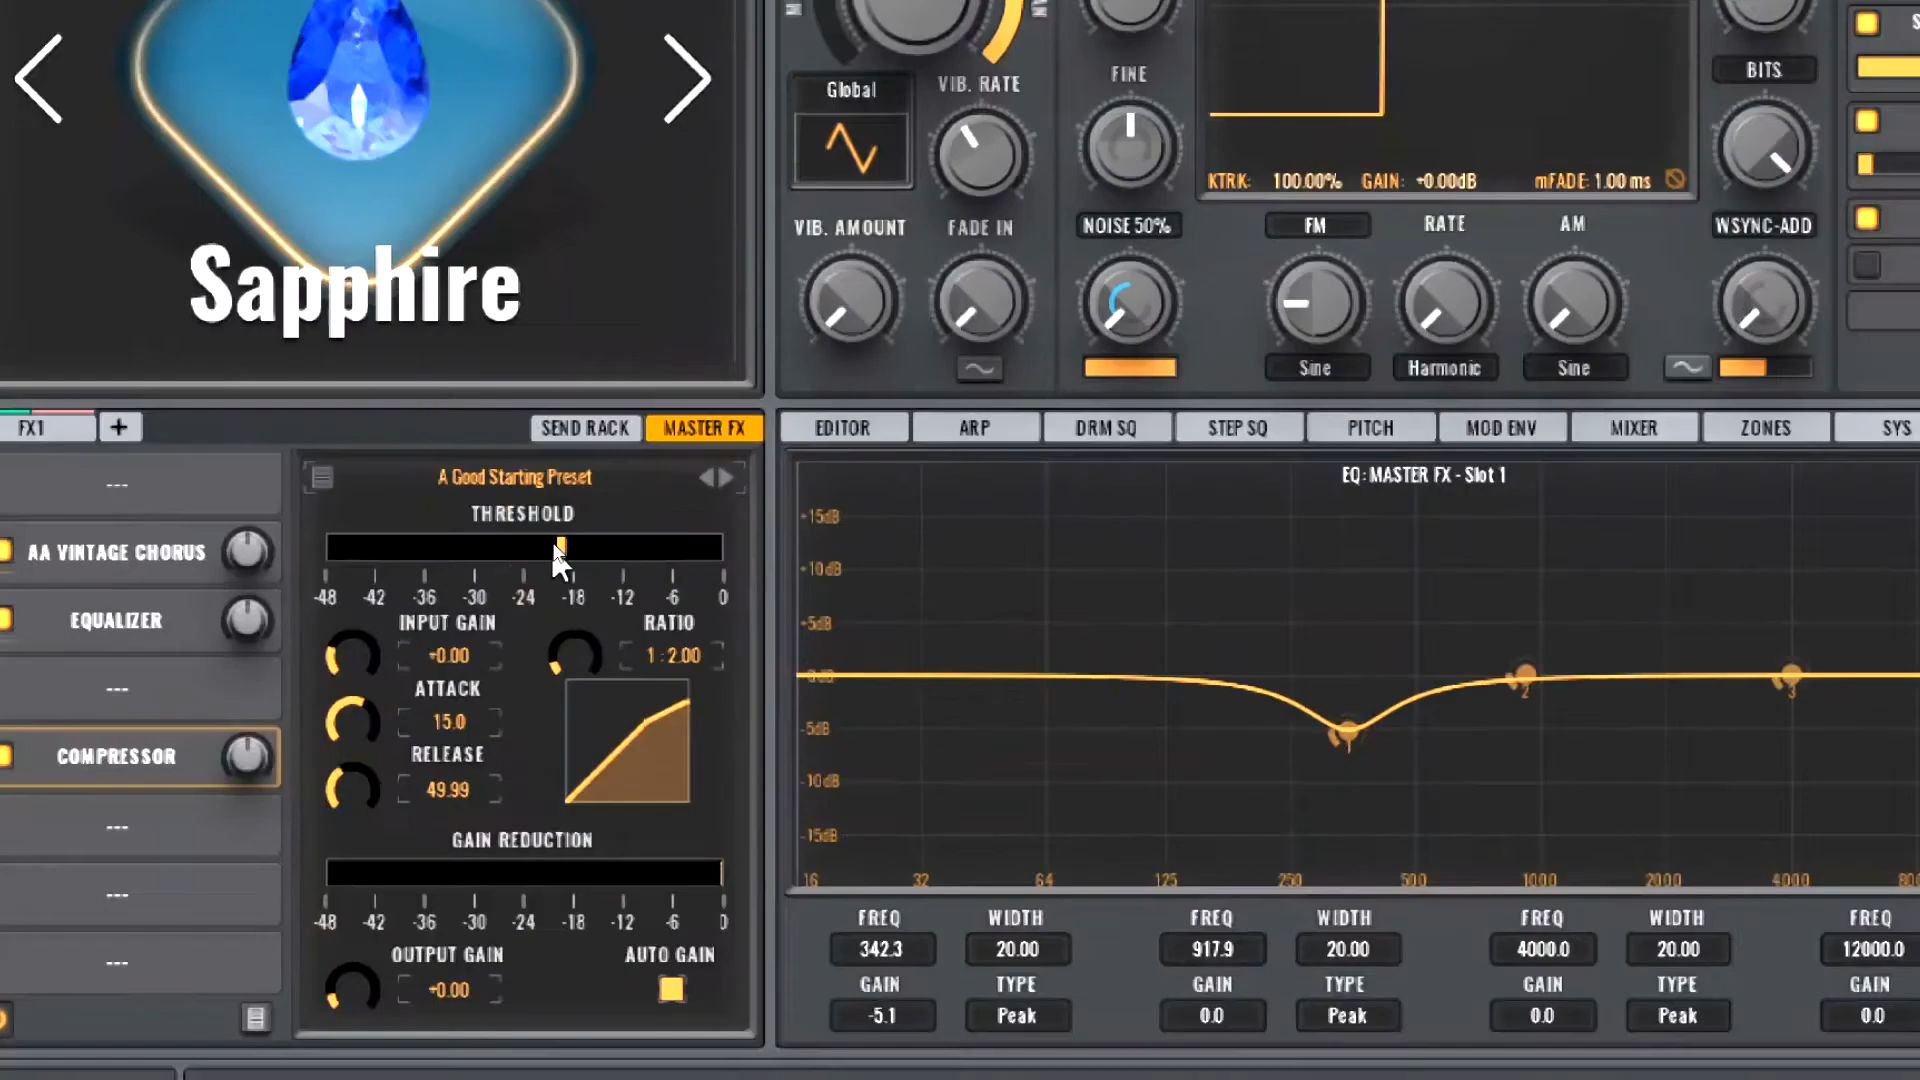 Sapphire
Global
VIB. RATE
VIB. AMOUNT
FADE IN
FINE
NOISE 50%
KTRK: 100.00% GAIN: +0.00dB mFADE: 1.00 ms
FM
RATE
AM
Sine
Harmonic
Sine
BITS
WSYNC-ADD
FX1
+
SEND RACK
MASTER FX
EDITOR
ARP
DRM SQ
STEP SQ
PITCH
MOD ENV
MIXER
ZONES
SYS
---
AA VINTAGE CHORUS
EQUALIZER
---
COMPRESSOR
---
---
---
A Good Starting Preset
THRESHOLD
-48 -42 -36 -30 -24 -18 -12 -6 0
INPUT GAIN
+0.00
RATIO
1 : 2.00
ATTACK
15.0
RELEASE
49.99
GAIN REDUCTION
-48 -42 -36 -30 -24 -18 -12 -6 0
OUTPUT GAIN
+0.00
AUTO GAIN
EQ: MASTER FX - Slot 1
+15dB
+10dB
+5dB
0dB
-5dB
-10dB
-15dB
1
2
3
16 32 64 125 250 500 1000 2000 4000
FREQ WIDTH FREQ WIDTH FREQ WIDTH FREQ
342.3 20.00 917.9 20.00 4000.0 20.00 12000.0
GAIN TYPE GAIN TYPE GAIN TYPE GAIN
-5.1 Peak 0.0 Peak 0.0 Peak 0.0